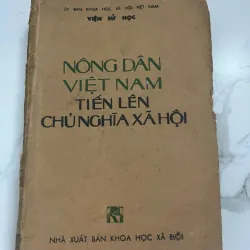 ỦY BAN KHOA HỌC XÃ HỘI VIỆT NAM
VIỆN SỬ HỌC
NÔNG DÂN
VIỆT NAM
TIẾN LÊN
CHỦ NGHĨA XÃ HỘI
NHÀ XUẤT BẢN KHOA HỌC XÃ HỘI